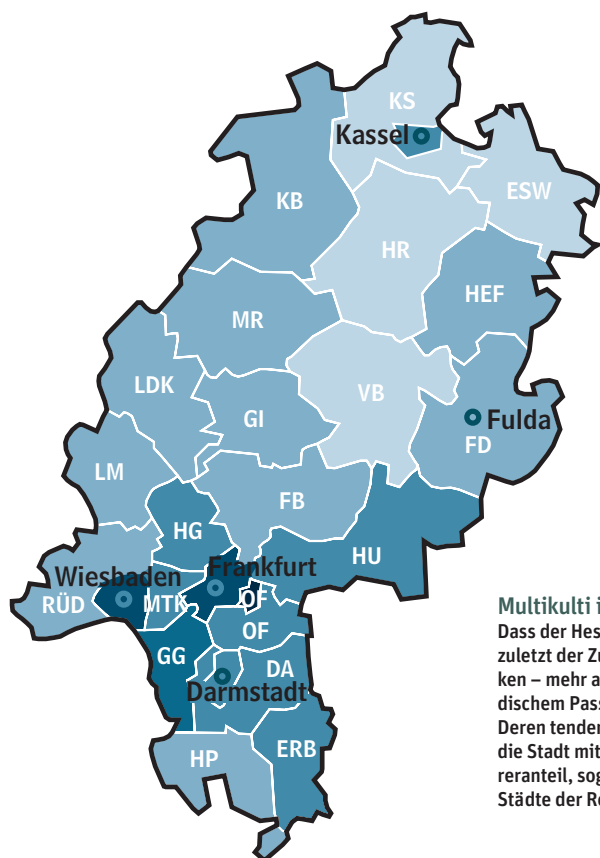 KS
Kassel
ESW
KB
HR
HEF
MR
LDK
VB
GI
Fulda
FD
LM
FB
HG
HU
Frankfurt
Wiesbaden
OF
RÜD
MTK
OF
GG
DA
Darmstadt
ERB
HP
Multikulti i
Dass der Hes
zuletzt der Zu
ken – mehr a
dischem Pass
Deren tender
die Stadt mit
reranteil, sog
Städte der Re